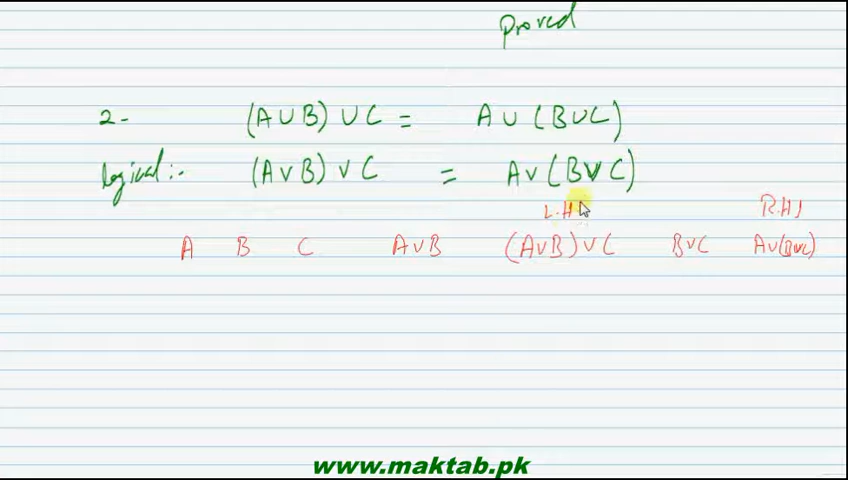 Proved
2- (A∪B) ∪ C = A ∪ (B∪C)
logical:- (A∨B) ∨ C = A∨(B∨C)
L.H R.H.S
A B C A∨B (A∨B)∨C B∨C A∨(B∨C)
www.maktab.pk